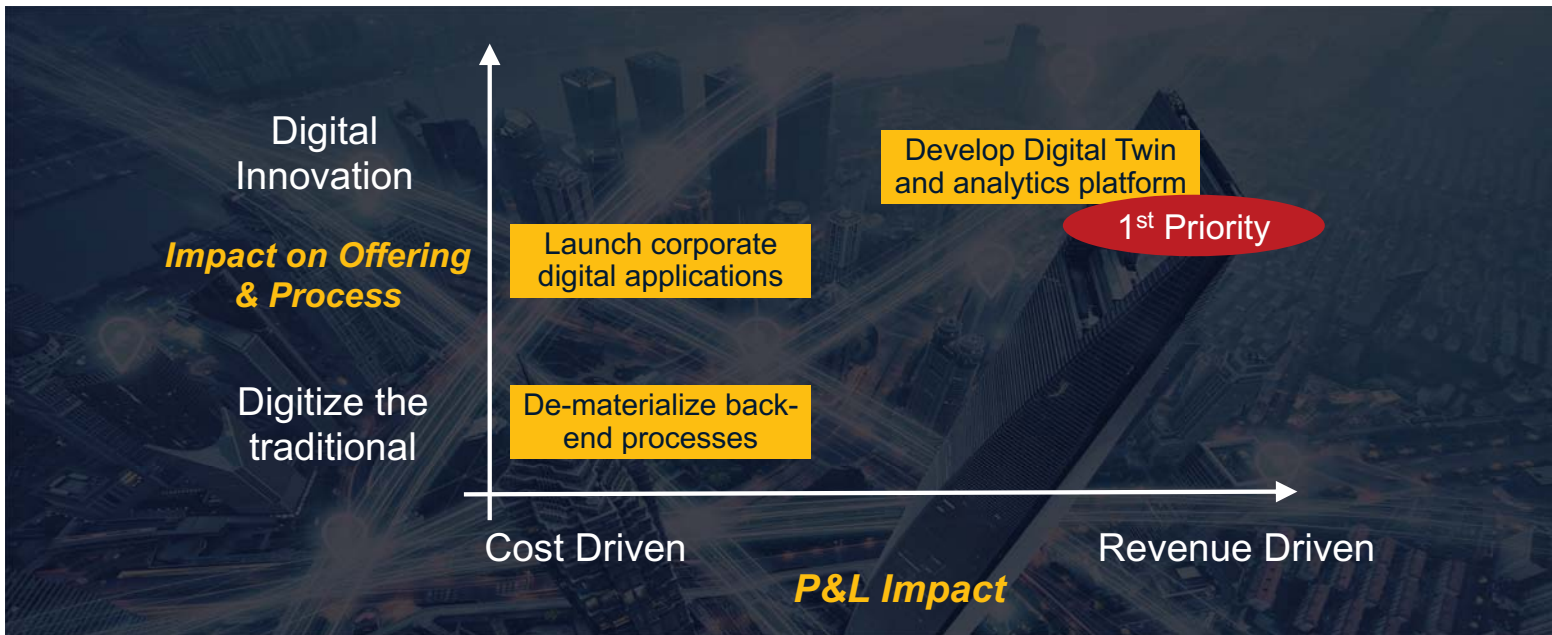 Digital
Innovation
Develop Digital Twin
and analytics platform
1st Priority
Impact on Offering
& Process
Launch corporate
digital applications
Digitize the
traditional
De-materialize back-
end processes
Cost Driven
Revenue Driven
P&L Impact